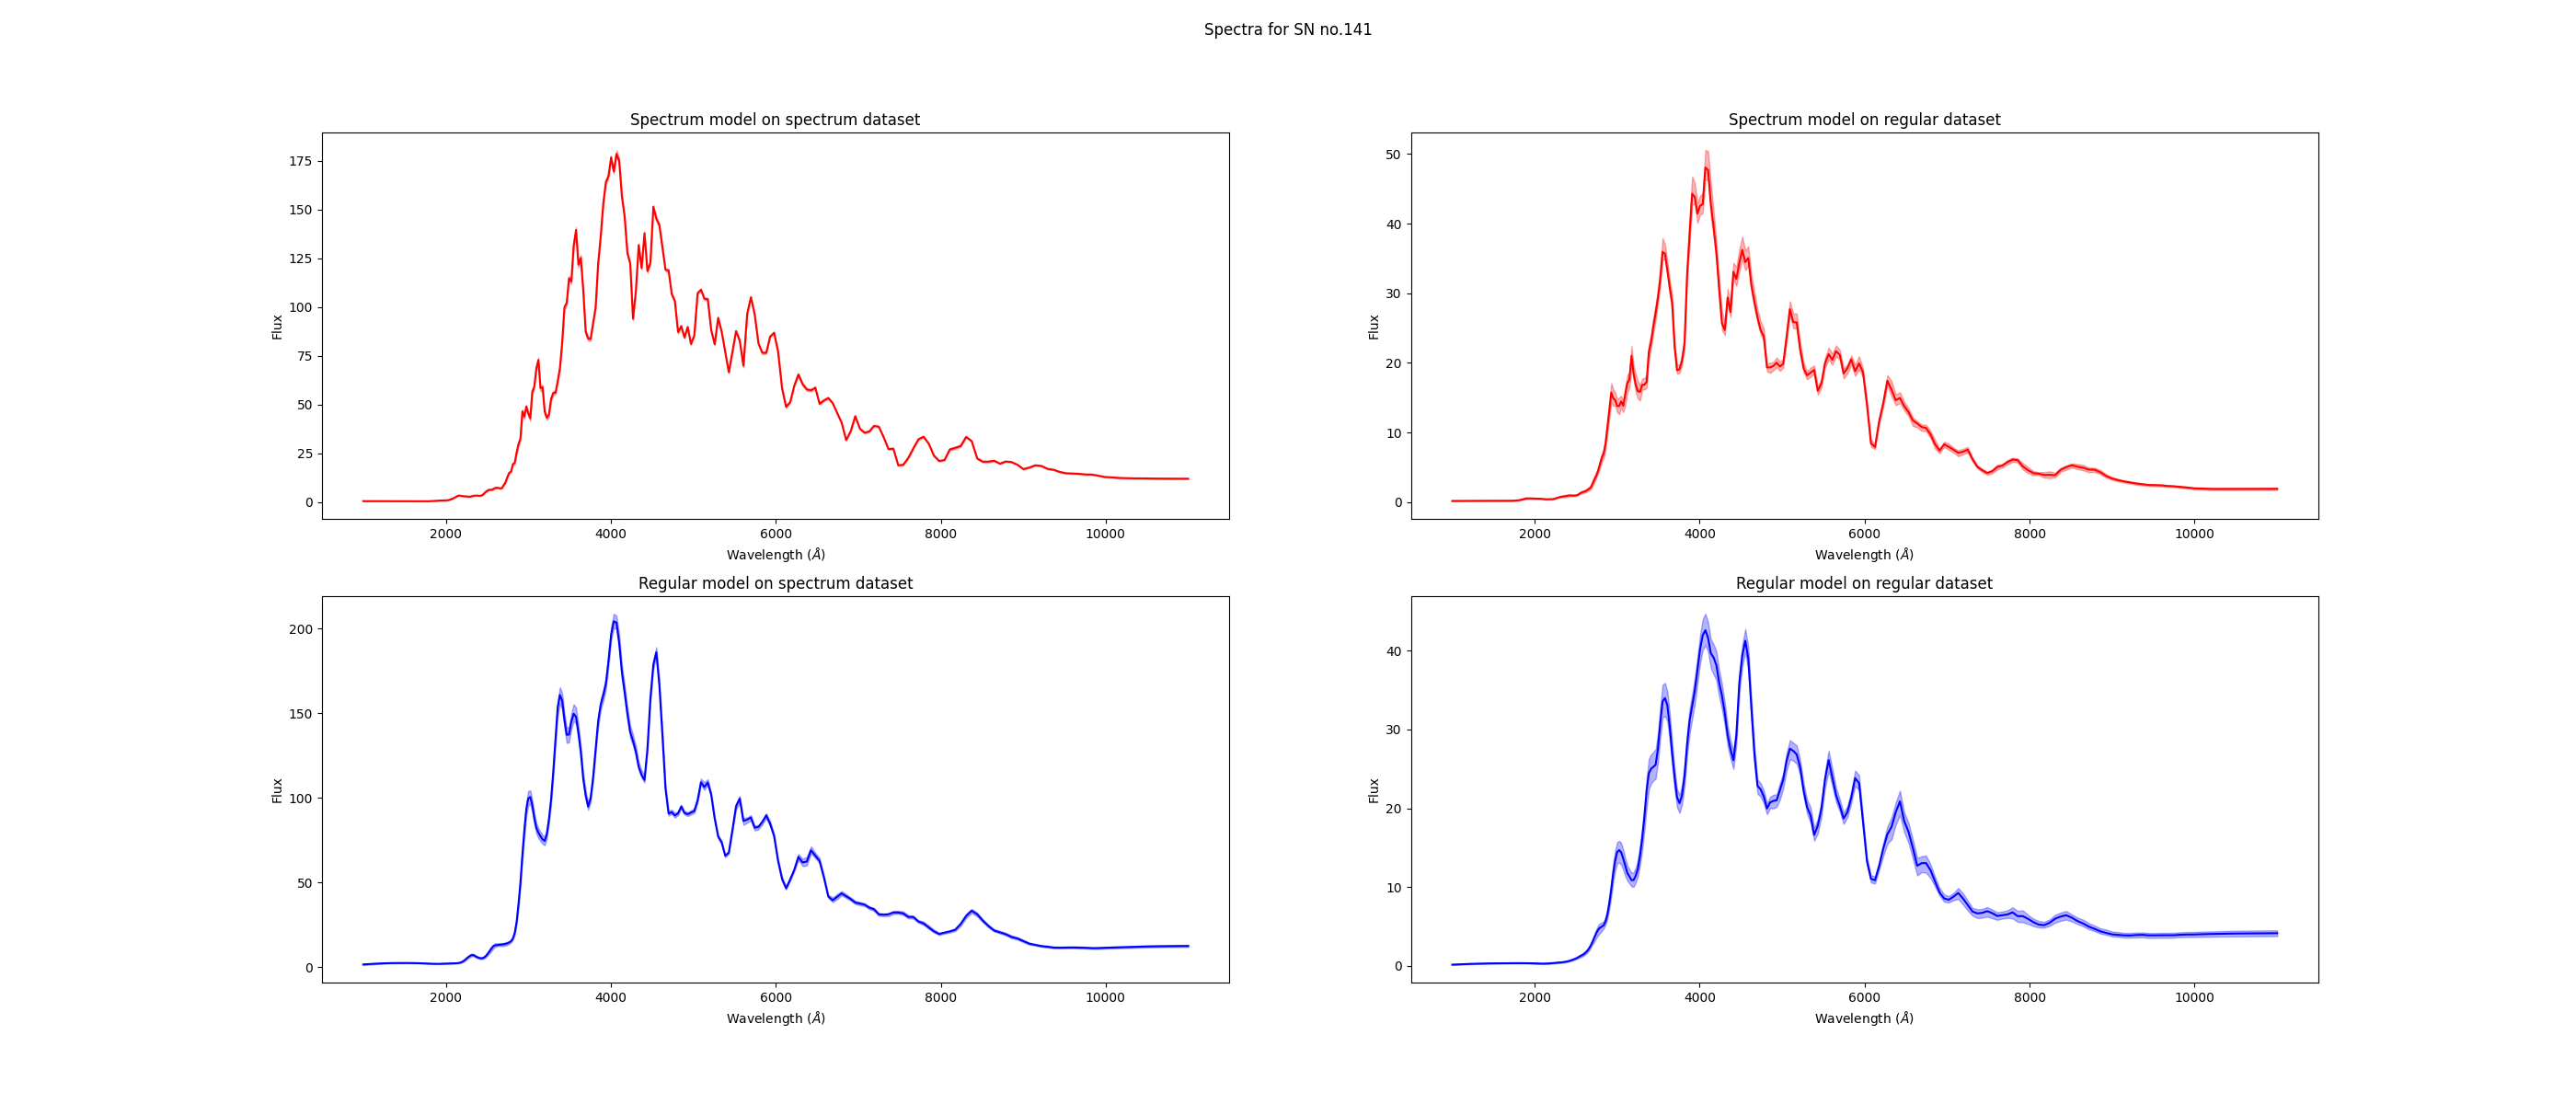 Spectra for SN no.141
Spectrum model on spectrum dataset
175
150
125
100
75
50
25
0
Flux
2000 4000 6000 8000 10000
Wavelength (Å)
Spectrum model on regular dataset
50
40
30
20
10
0
Flux
2000 4000 6000 8000 10000
Wavelength (Å)
Regular model on spectrum dataset
200
150
100
50
0
Flux
2000 4000 6000 8000 10000
Wavelength (Å)
Regular model on regular dataset
40
30
20
10
0
Flux
2000 4000 6000 8000 10000
Wavelength (Å)